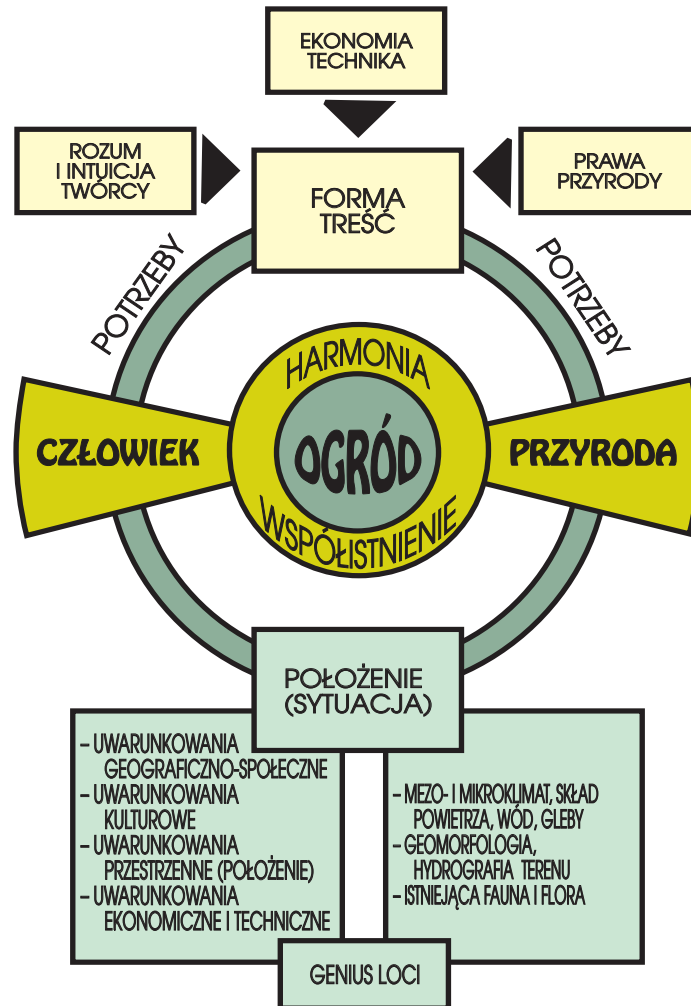 EKONOMIA
TECHNIKA
ROZUM
I INTUICJA
TWÓRCY
PRAWA
PRZYRODY
FORMA
TREŚĆ
POTRZEBY
POTRZEBY
HARMONIA
CZŁOWIEK
OGRÓD
PRZYRODA
WSPÓŁISTNIENIE
POŁOŻENIE
(SYTUACJA)
– UWARUNKOWANIA
GEOGRAFICZNO-SPOŁECZNE
– UWARUNKOWANIA
KULTUROWE
– UWARUNKOWANIA
PRZESTRZENNE (POŁOŻENIE)
– UWARUNKOWANIA
EKONOMICZNE I TECHNICZNE
– MEZO- I MIKROKLIMAT, SKŁAD
POWIETRZA, WÓD, GLEBY
– GEOMORFOLOGIA,
HYDROGRAFIA TERENU
– ISTNIEJĄCA FAUNA I FLORA
GENIUS LOCI